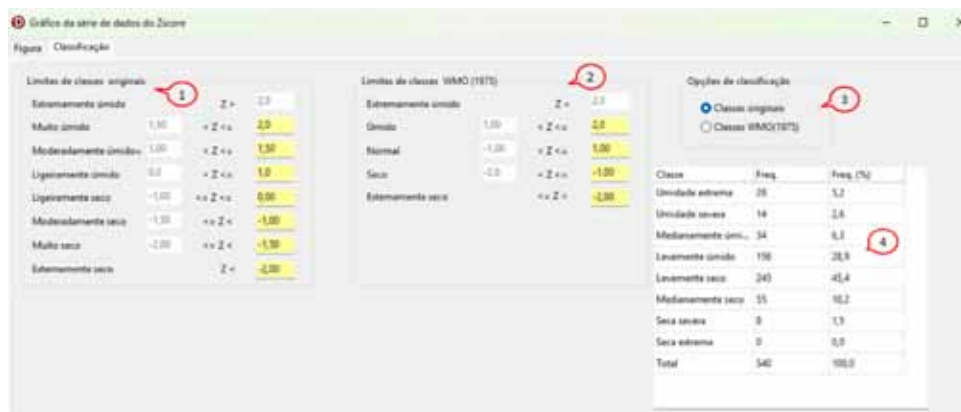 Gráfico da série de dados do Zscore
Figura Classificação
Limites de classes originais
1
Extremamente úmido Z > 2,0
Muito úmido 1,50 < Z <= 2,0
Moderadamente úmido 1,00 < Z <= 1,50
Ligeiramente úmido 0,0 < Z <= 1,0
Ligeiramente seco -1,00 <= Z < 0,00
Moderadamente seco -1,50 <= Z < -1,00
Muito seco -2,00 <= Z < -1,50
Extemamente seco Z < -2,00
Limites de classes WMO (1975)
2
Extremamente úmido Z > 2,0
Úmido 1,00 < Z <= 2,0
Normal -1,00 < Z <= 1,00
Seco -2,0 < Z <= -1,00
Extemamente seco <= Z < -2,00
Opções de classificação
3
Classes originais
Classes WMO(1975)
Classe Freq. Freq. (%)
Umidade extrema 28 5,2
Umidade severa 14 2,6
Medianamente úmi... 34 6,3
Levemente úmido 156 28,9
Levemente seco 245 45,4
Medianamente seco 55 10,2
Seca severa 1,5
Seca extrema 0 0,0
Total 540 100,0
4